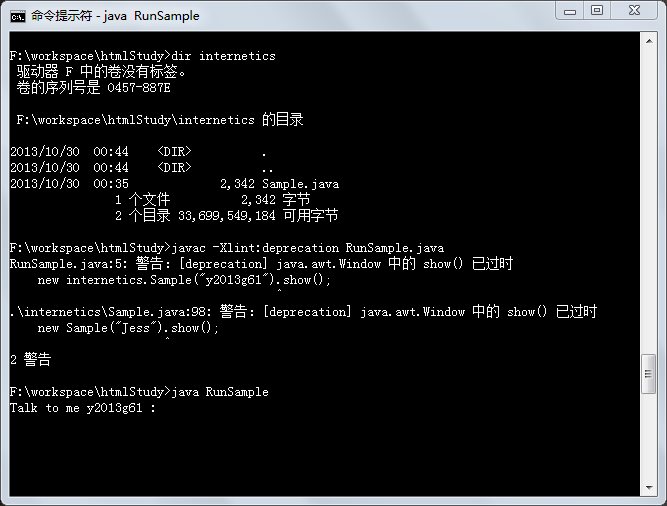 命令提示符 - java  RunSample
F:\workspace\htmlStudy>dir internetics
 驱动器 F 中的卷没有标签。
 卷的序列号是 0457-887E
 F:\workspace\htmlStudy\internetics 的目录
2013/10/30  00:44    <DIR>          .
2013/10/30  00:44    <DIR>          ..
2013/10/30  00:35             2,342 Sample.java
               1 个文件          2,342 字节
               2 个目录 33,699,549,184 可用字节
F:\workspace\htmlStudy>javac -Xlint:deprecation RunSample.java
RunSample.java:5: 警告: [deprecation] java.awt.Window 中的 show() 已过时
    new internetics.Sample("y2013g61").show();
                                      ^
.\internetics\Sample.java:98: 警告: [deprecation] java.awt.Window 中的 show() 已过时
    new Sample("Jess").show();
                      ^
2 警告
F:\workspace\htmlStudy>java RunSample
Talk to me y2013g61 :